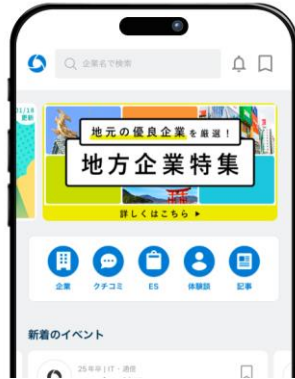 企業名で検索
01/18
更新
地元の優良企業を厳選！
地方企業特集
詳しくはこちら ▶
企業
クチコミ
ES
体験談
記事
新着のイベント
25年卒 | IT・通信